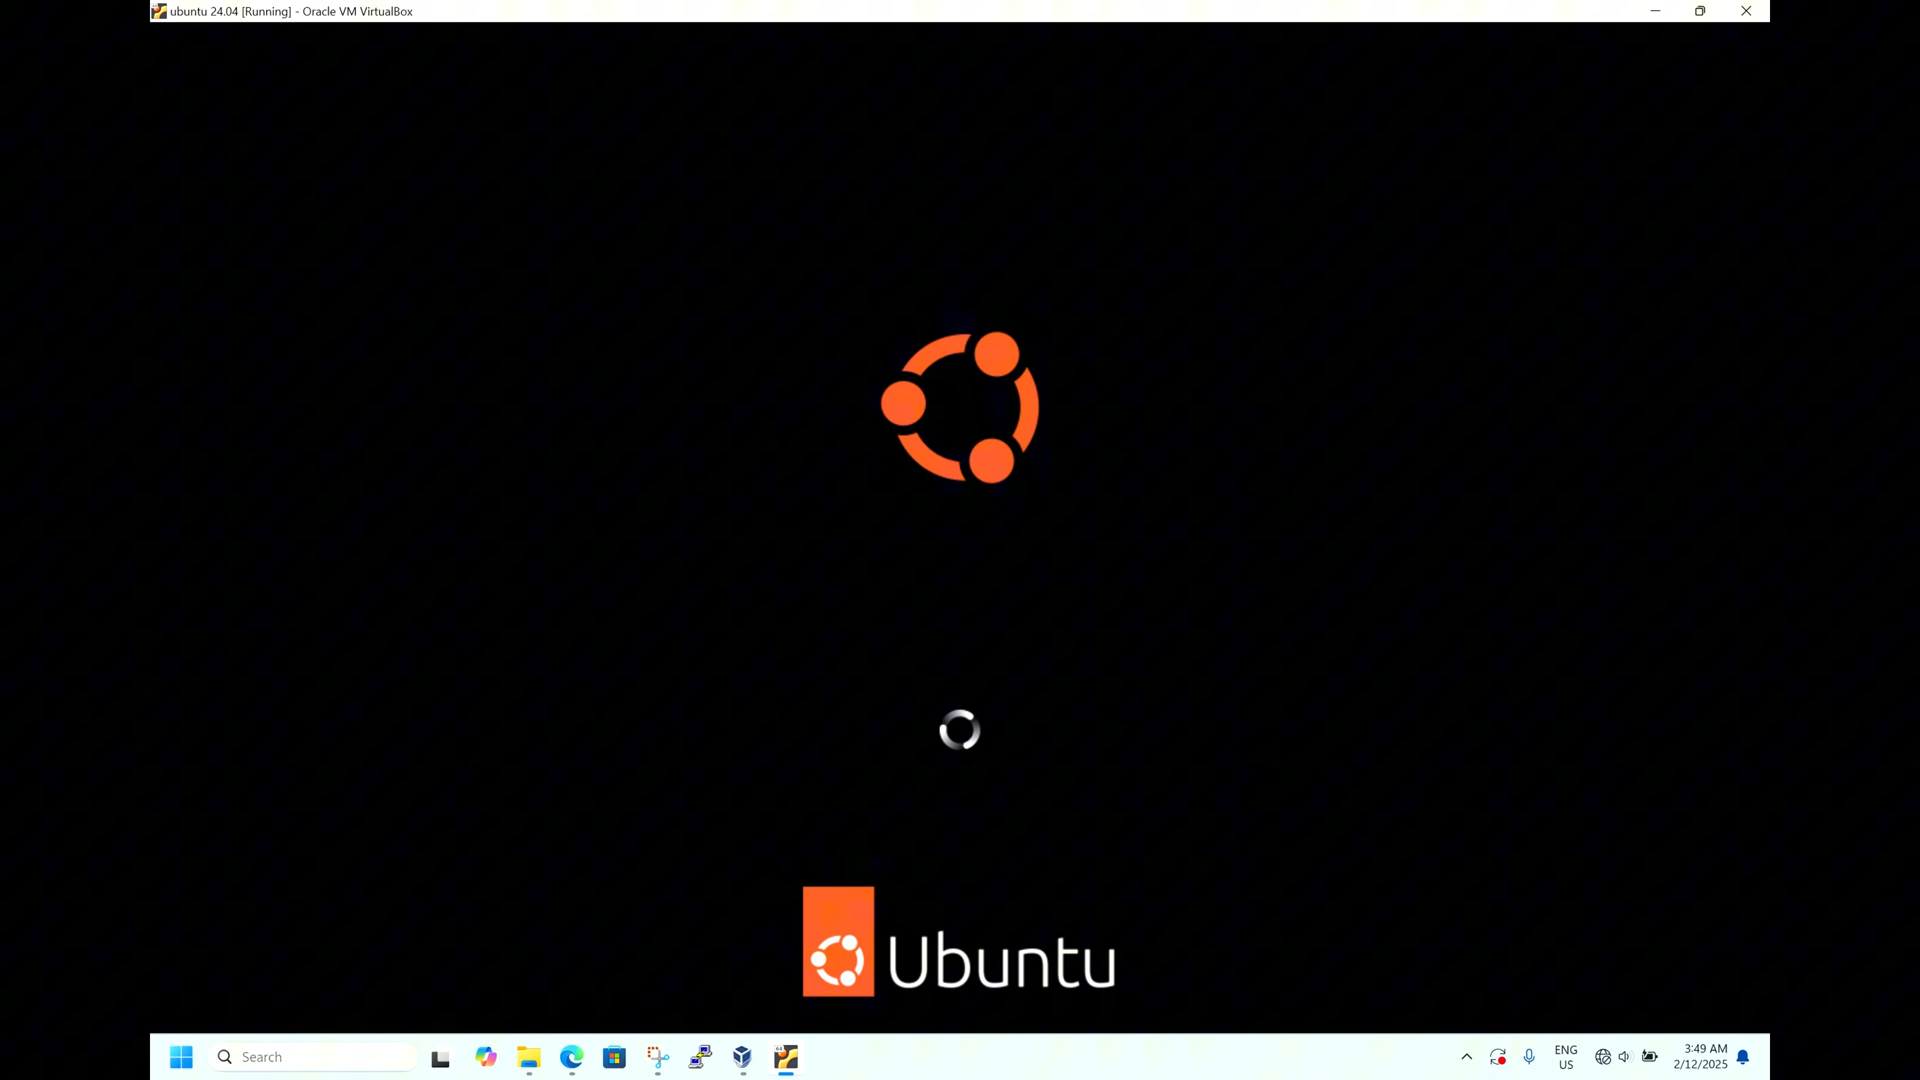 ubuntu 24.04 [Running] - Oracle VM VirtualBox
Ubuntu
Search
ENG
US
3:49 AM
2/12/2025